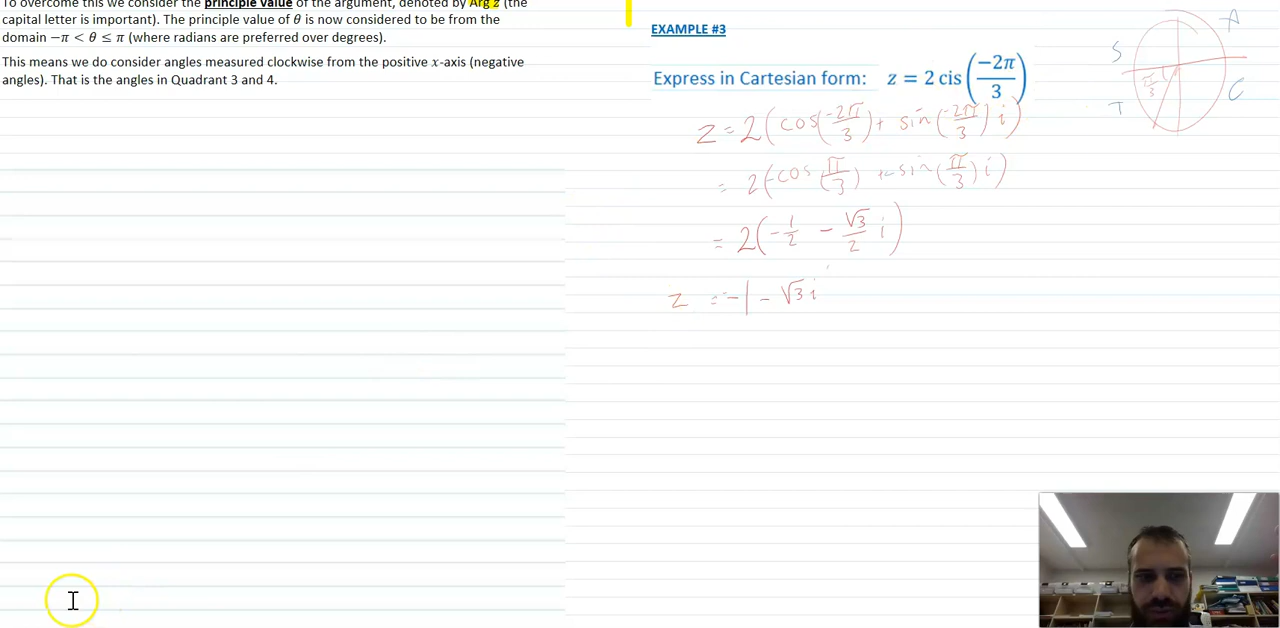 To overcome this we consider the principle value of the argument, denoted by Arg z (the
capital letter is important). The principle value of θ is now considered to be from the
domain −π < θ ≤ π (where radians are preferred over degrees).
This means we do consider angles measured clockwise from the positive x-axis (negative
angles). That is the angles in Quadrant 3 and 4.
EXAMPLE #3
Express in Cartesian form: z = 2 cis (−2π/3)
z = 2(cos(-2π/3) + sin(-2π/3) i)
= 2(-cos(π/3) + -sin(π/3) i)
= 2(-1/2 - √3/2 i)
z = -1 - √3 i
S A
π/3
T C